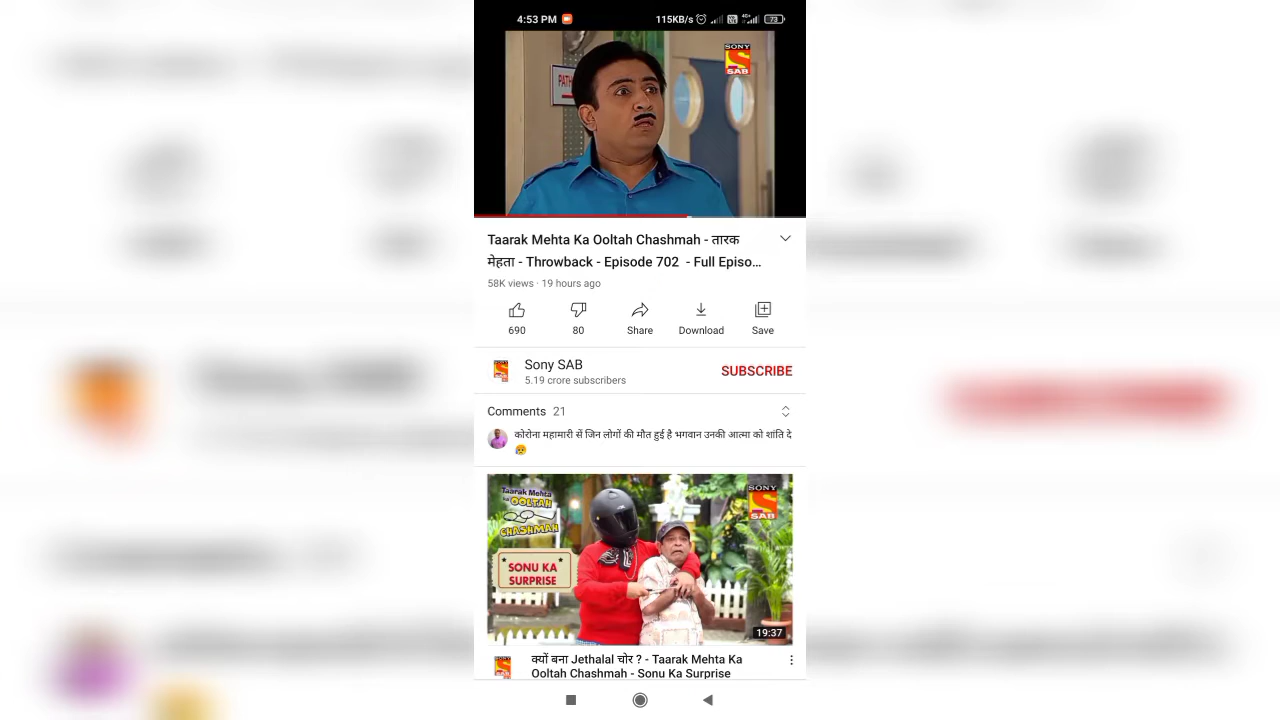 4:53 PM 115KB/s 4G+ 73
PATH
SONY
SAB
Taarak Mehta Ka Ooltah Chashmah - तारक
मेहता - Throwback - Episode 702 - Full Episo...
58K views · 19 hours ago
690 80 Share Download Save
Sony SAB
5.19 crore subscribers
SUBSCRIBE
Comments 21
कोरोना महामारी सें जिन लोगों की मौत हुई है भगवान उनकी आत्मा को शांति दे
😥
Taarak Mehta
Ka OOLTAH
CHASHMAH
SONY
SAB
SONU KA
SURPRISE
19:37
क्यों बना Jethalal चोर ? - Taarak Mehta Ka
Ooltah Chashmah - Sonu Ka Surprise